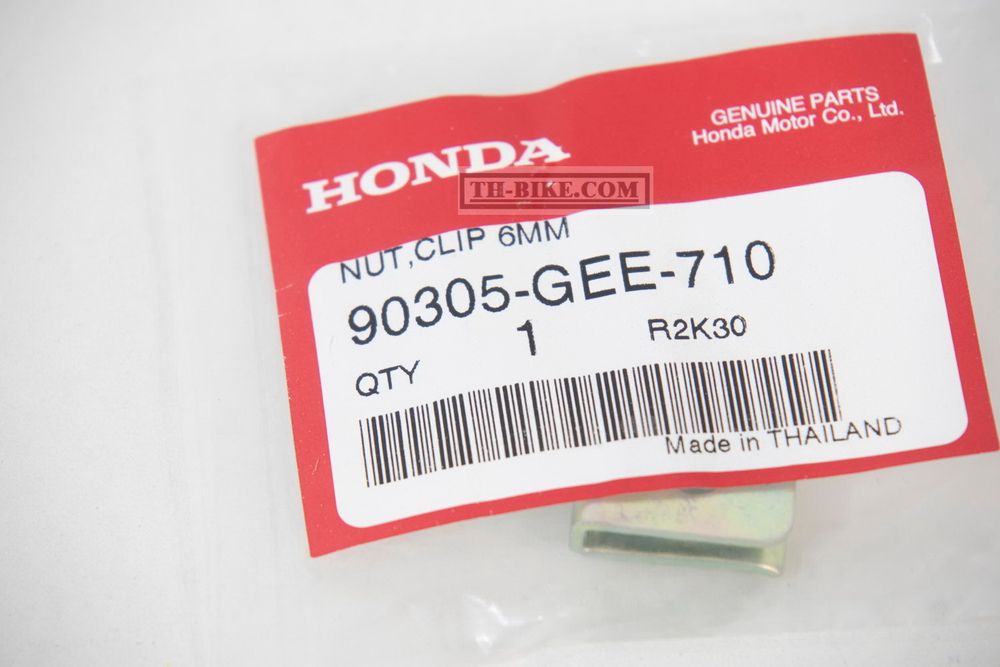 HONDA
GENUINE PARTS
Honda Motor Co., Ltd.
TH-BIKE.COM
NUT,CLIP 6MM
90305-GEE-710
QTY 1 R2K30
Made in THAILAND